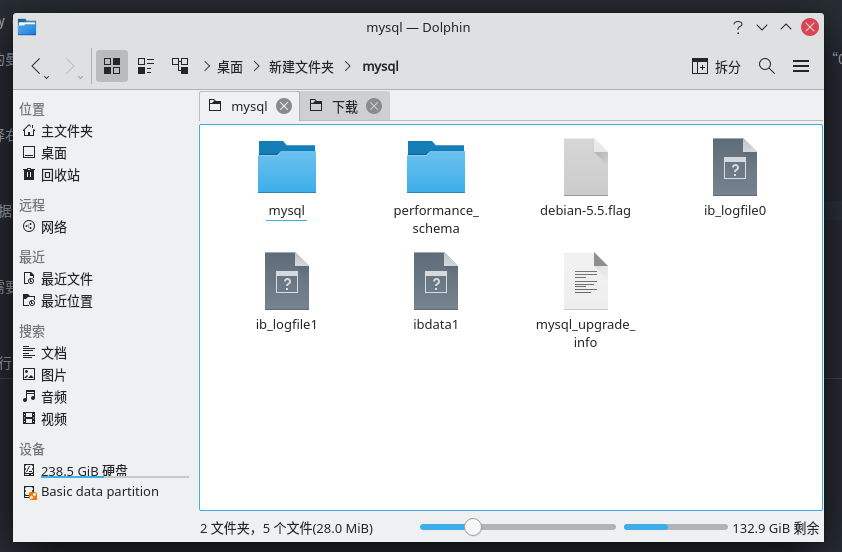 mysql — Dolphin
桌面
新建文件夹
mysql
拆分
位置
主文件夹
桌面
回收站
远程
网络
最近
最近文件
最近位置
搜索
文档
图片
音频
视频
设备
238.5 GiB 硬盘
Basic data partition
mysql
下载
mysql
performance_
schema
debian-5.5.flag
ib_logfile0
ib_logfile1
ibdata1
mysql_upgrade_
info
2 文件夹，5 个文件(28.0 MiB)
132.9 GiB 剩余